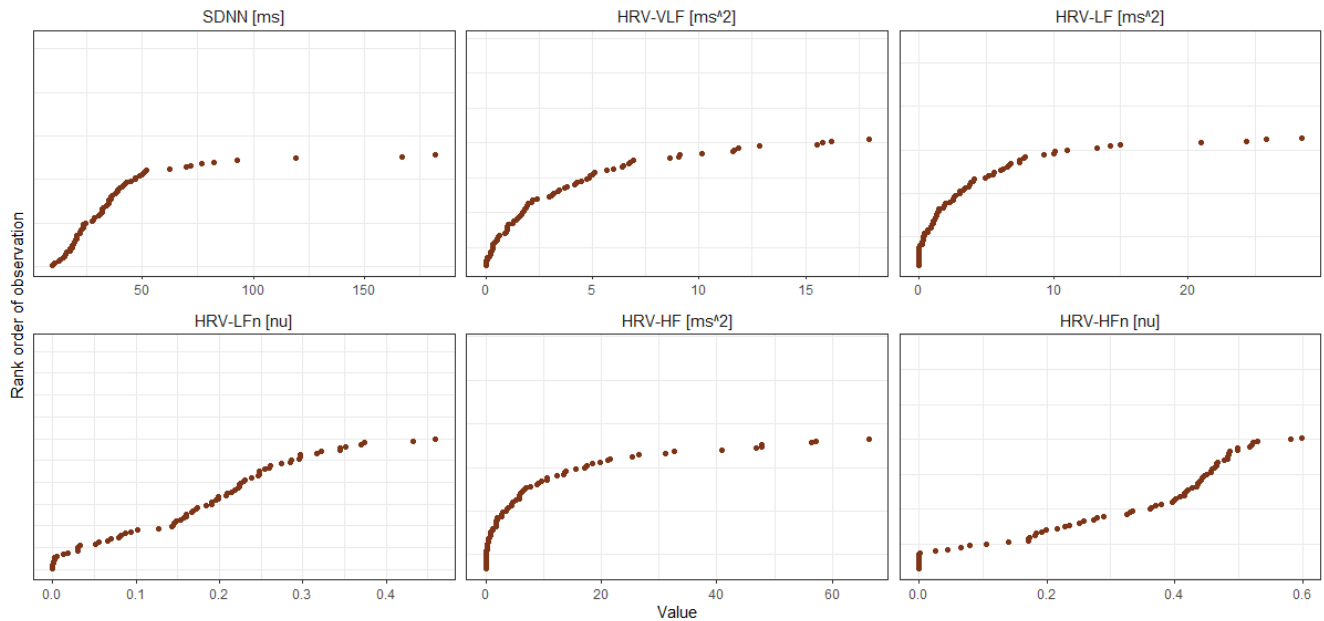 SDNN [ms]
HRV-VLF [ms^2]
HRV-LF [ms^2]
50 100 150
0 5 10 15
0 10 20
Rank order of observation
HRV-LFn [nu]
HRV-HF [ms^2]
HRV-HFn [nu]
0.0 0.1 0.2 0.3 0.4
0 20 40 60
0.0 0.2 0.4 0.6
Value